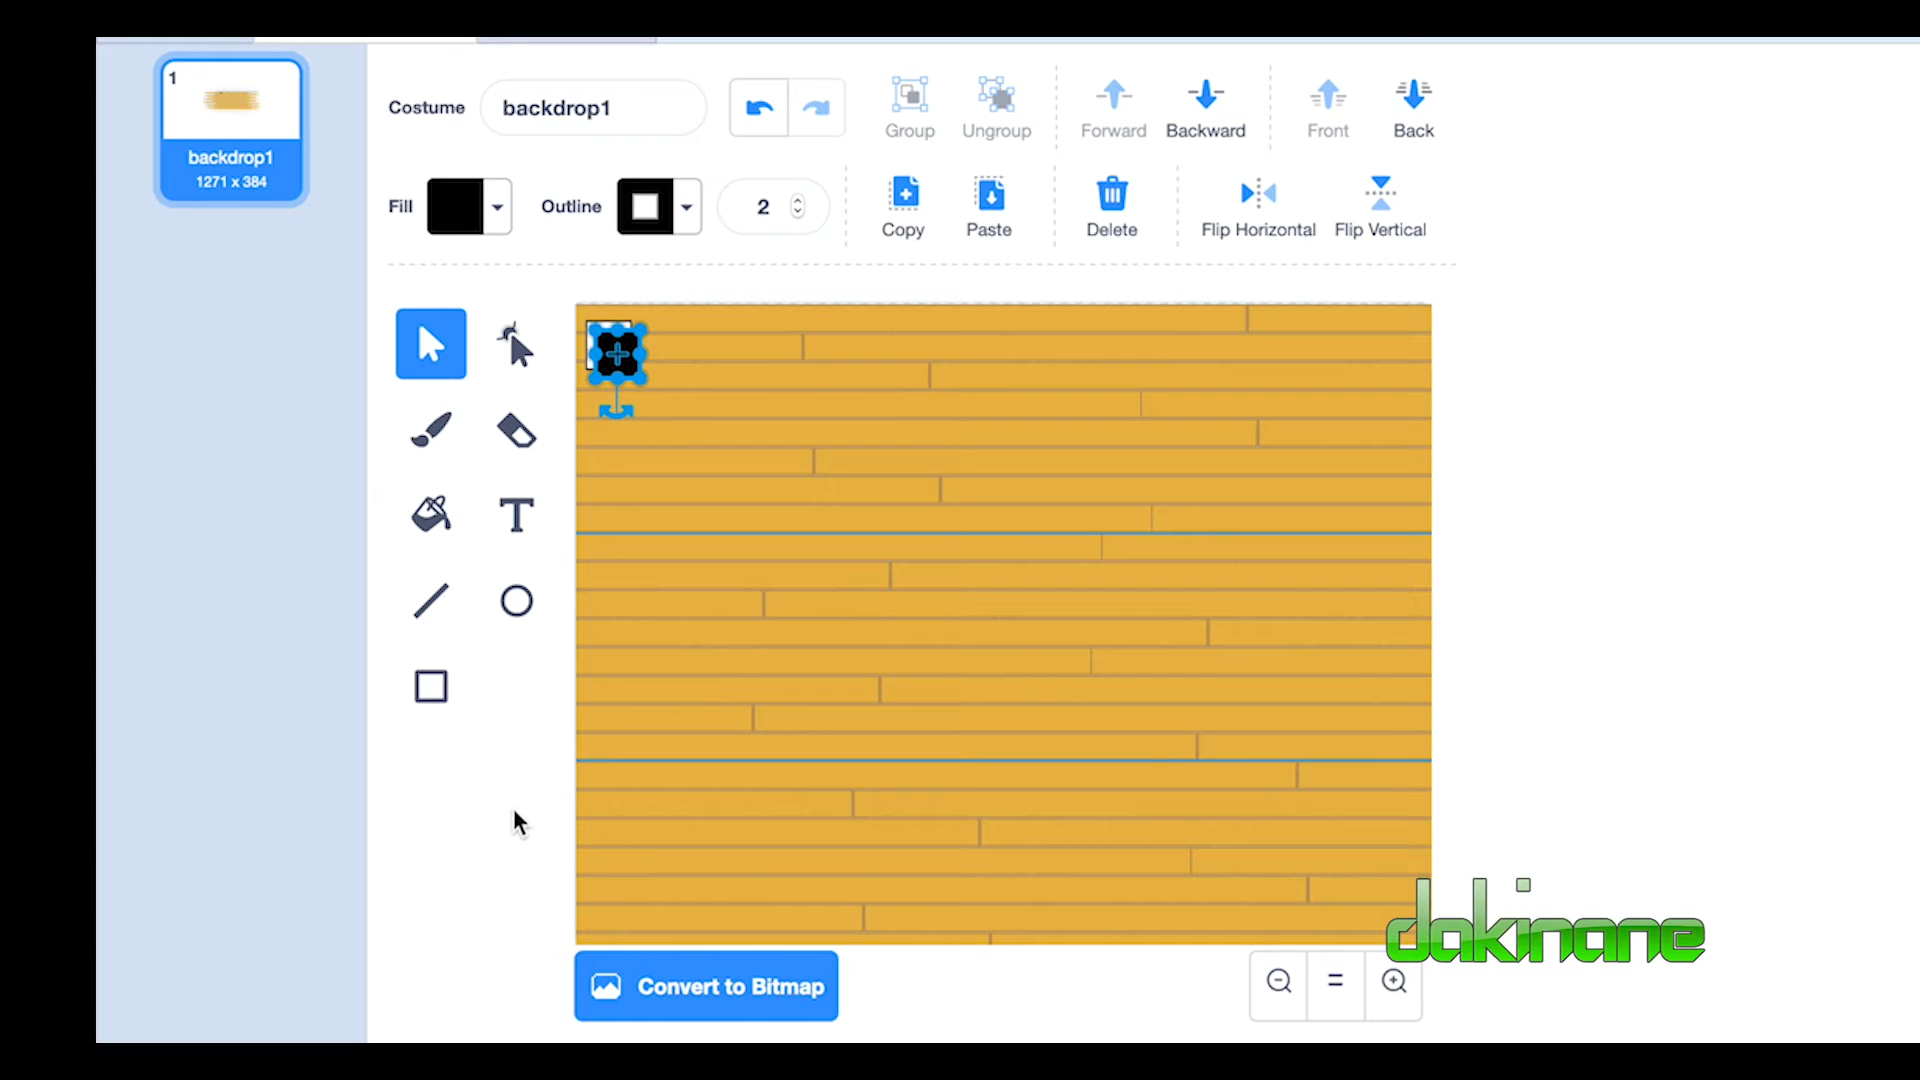 1
backdrop1
1271 x 384
Costume
backdrop1
Group
Ungroup
Forward
Backward
Front
Back
Fill
Outline
2
Copy
Paste
Delete
Flip Horizontal
Flip Vertical
Convert to Bitmap
dakinane